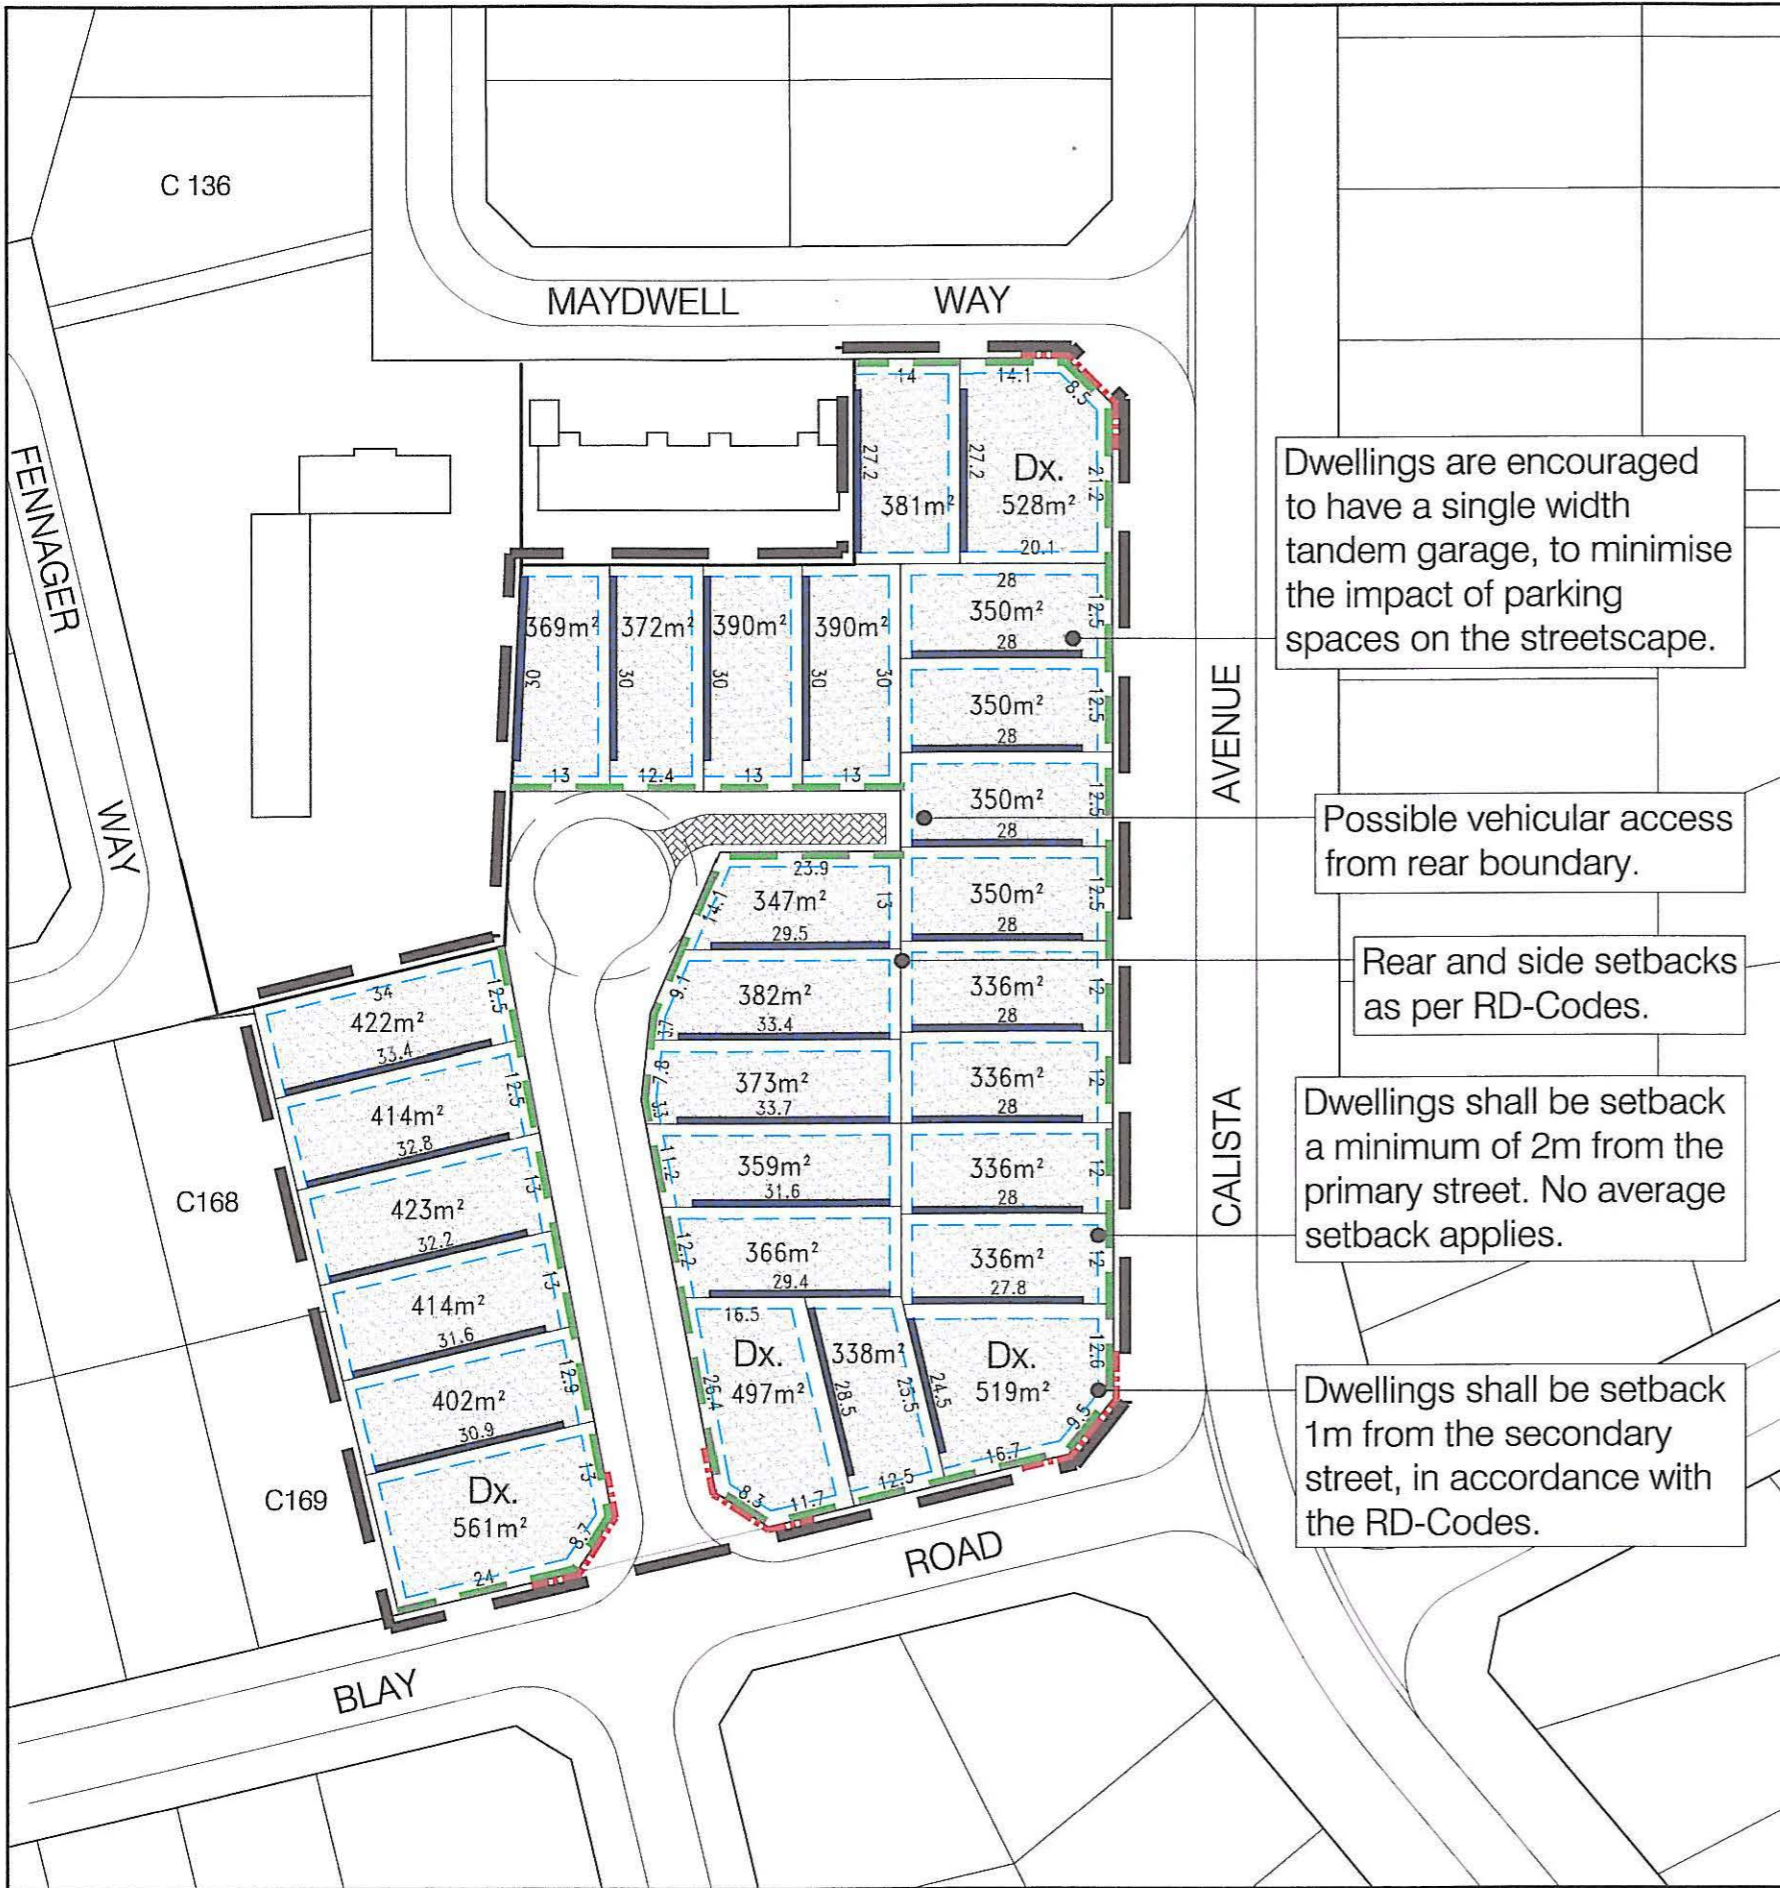 C 136
MAYDWELL WAY
FENNAGER WAY
14
14.1
8.5
27.2
27.2
21.2
Dx.
381m²
528m²
20.1
Dwellings are encouraged
to have a single width
tandem garage, to minimise
the impact of parking
spaces on the streetscape.
369m²
372m²
390m²
390m²
30
30
30
30
30
13
12.4
13
13
28
350m²
12.5
28
350m²
12.5
28
350m²
12.5
28
350m²
12.5
28
CALISTA AVENUE
Possible vehicular access
from rear boundary.
Rear and side setbacks
as per RD-Codes.
23.9
14.1
347m²
13
29.5
9.1
382m²
33.4
7.8
373m²
33.7
11.2
359m²
31.6
12.2
366m²
29.4
336m²
12
28
336m²
12
28
336m²
12
28
336m²
12
27.8
Dwellings shall be setback
a minimum of 2m from the
primary street. No average
setback applies.
34
422m²
12.5
33.4
414m²
12.5
32.8
423m²
13
32.2
414m²
13
31.6
402m²
12.9
30.9
Dx.
561m²
13
8.7
24
C168
C169
16.5
Dx.
497m²
26.4
8.3
11.7
338m²
28.5
25.5
12.5
Dx.
519m²
24.5
12.6
9.5
16.7
Dwellings shall be setback
1m from the secondary
street, in accordance with
the RD-Codes.
BLAY ROAD